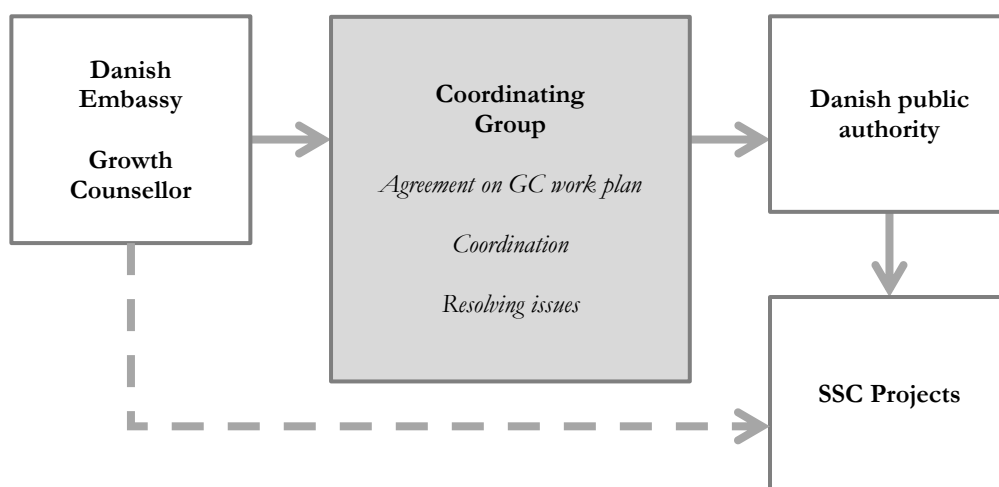 Danish
Embassy
Growth
Counsellor
Coordinating
Group
Agreement on GC work plan
Coordination
Resolving issues
Danish public
authority
SSC Projects